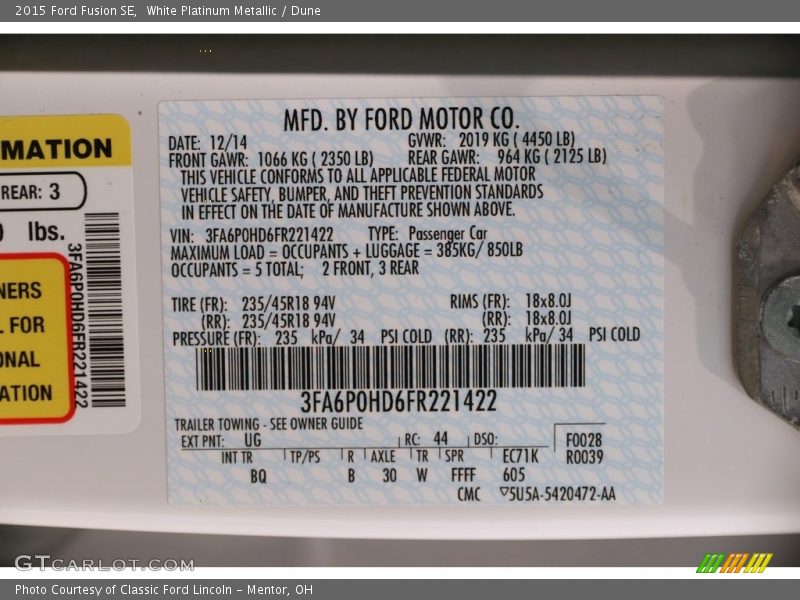 2015 Ford Fusion SE, White Platinum Metallic / Dune
MATION
REAR: 3
lbs.
3FA6P0HD6FR221422
NERS
FOR
ONAL
ATION
MFD. BY FORD MOTOR CO.
DATE: 12/14 GVWR: 2019 KG ( 4450 LB)
FRONT GAWR: 1066 KG ( 2350 LB) REAR GAWR: 964 KG ( 2125 LB)
THIS VEHICLE CONFORMS TO ALL APPLICABLE FEDERAL MOTOR
VEHICLE SAFETY, BUMPER, AND THEFT PREVENTION STANDARDS
IN EFFECT ON THE DATE OF MANUFACTURE SHOWN ABOVE.
VIN: 3FA6P0HD6FR221422 TYPE: Passenger Car
MAXIMUM LOAD = OCCUPANTS + LUGGAGE = 385KG/ 850LB
OCCUPANTS = 5 TOTAL; 2 FRONT, 3 REAR
TIRE (FR): 235/45R18 94V RIMS (FR): 18x8.0J
(RR): 235/45R18 94V (RR): 18x8.0J
PRESSURE (FR): 235 kPa/ 34 PSI COLD (RR): 235 kPa/ 34 PSI COLD
3FA6P0HD6FR221422
TRAILER TOWING - SEE OWNER GUIDE
EXT PNT: UG RC: 44 DSO: F0028
INT TR TP/PS R AXLE TR SPR EC71K R0039
BQ B 30 W FFFF 605
CMC ▽5U5A-5420472-AA
GTCARLOT.COM
Photo Courtesy of Classic Ford Lincoln - Mentor, OH